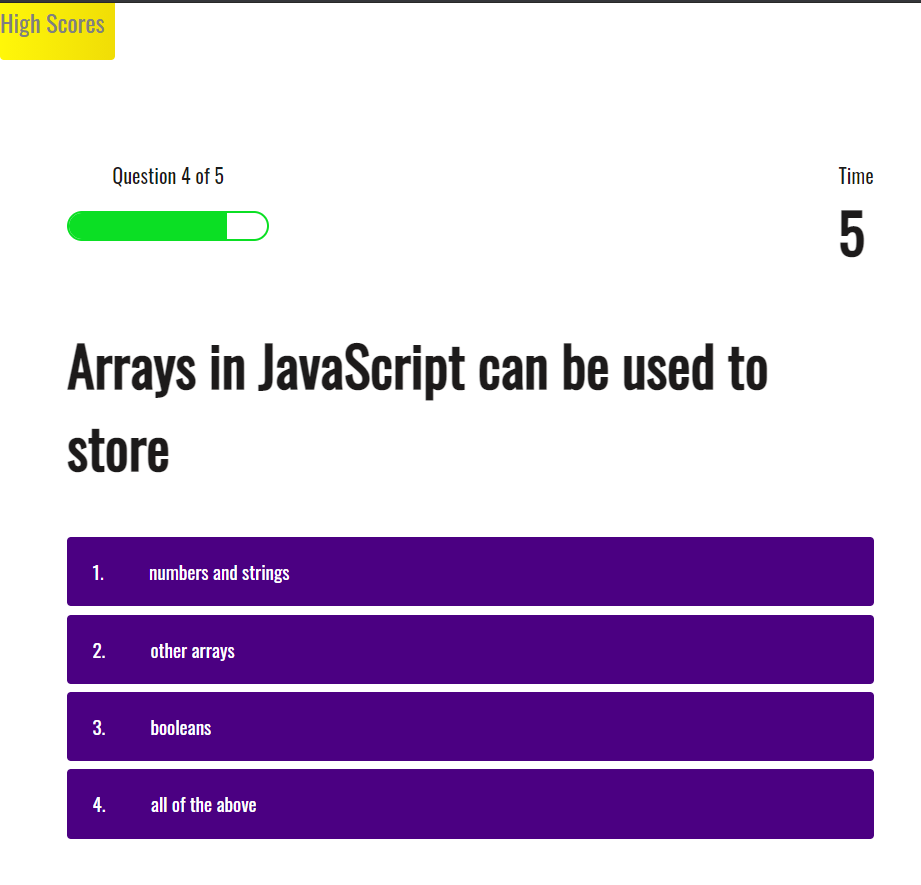 High Scores
Question 4 of 5
Time
5
Arrays in JavaScript can be used to
store
1. numbers and strings
2. other arrays
3. booleans
4. all of the above